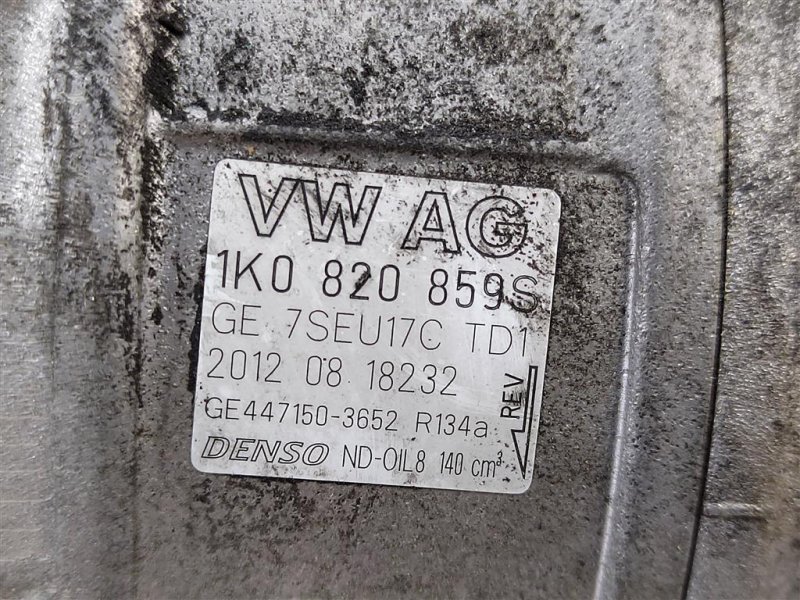 VW AG
1K0 820 859S
GE 7SEU17C TD1
2012 08 18232
GE447150-3652 R134a
DENSO ND-OIL8 140 cm³
REV